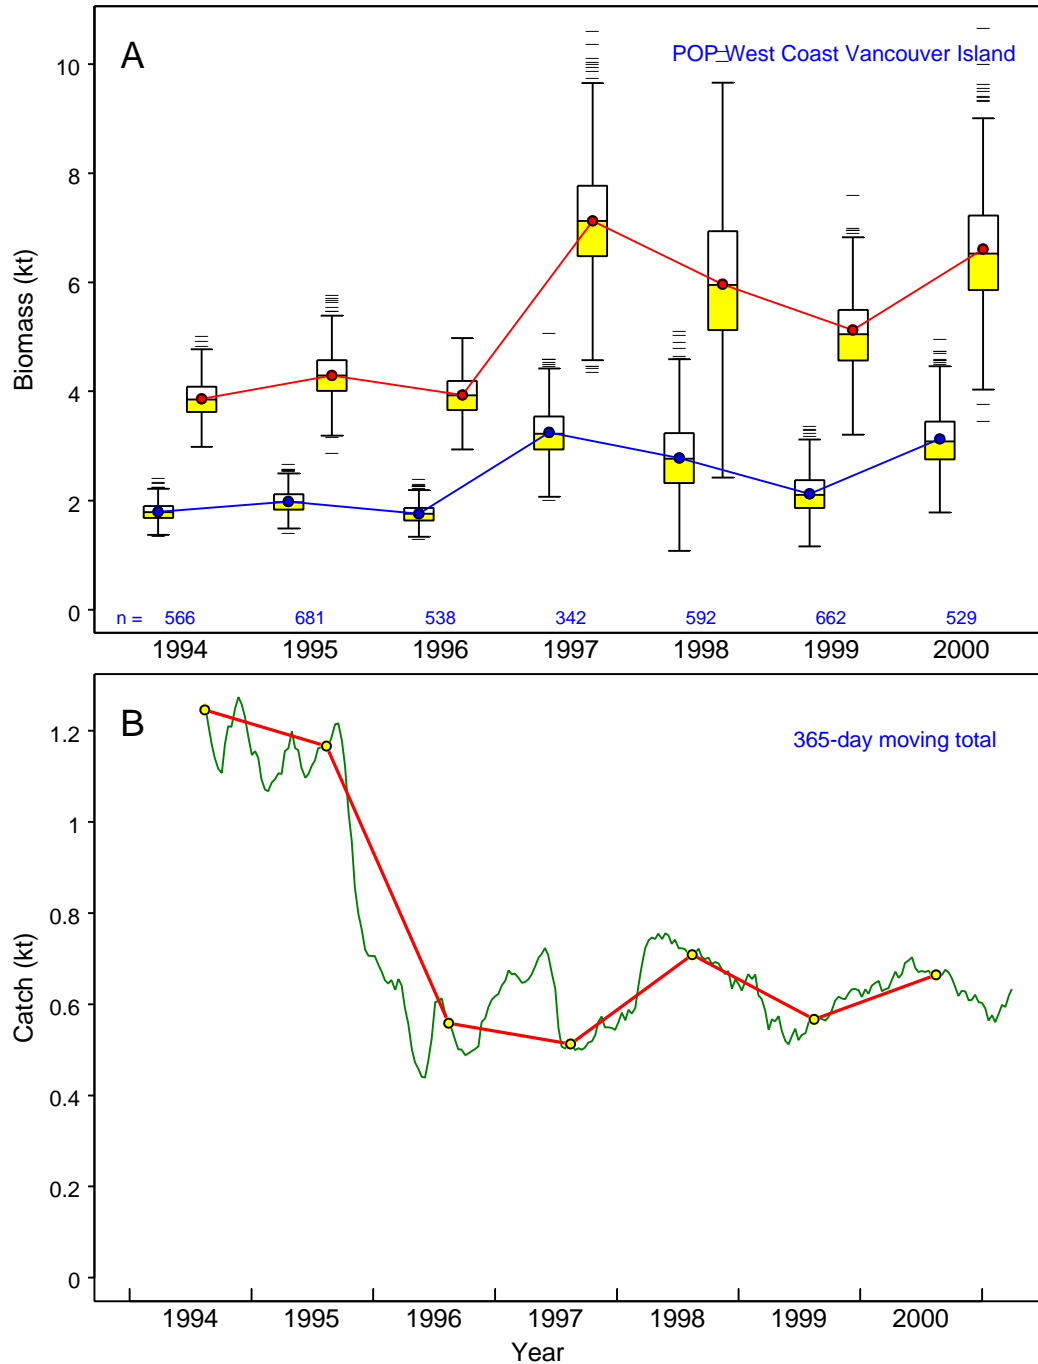 A
POP West Coast Vancouver Island
10
8
6
4
2
0
Biomass (kt)
n = 566 681 538 342 592 662 529
1994 1995 1996 1997 1998 1999 2000
B
365-day moving total
1.2
1
0.8
0.6
0.4
0.2
0
Catch (kt)
1994 1995 1996 1997 1998 1999 2000
Year